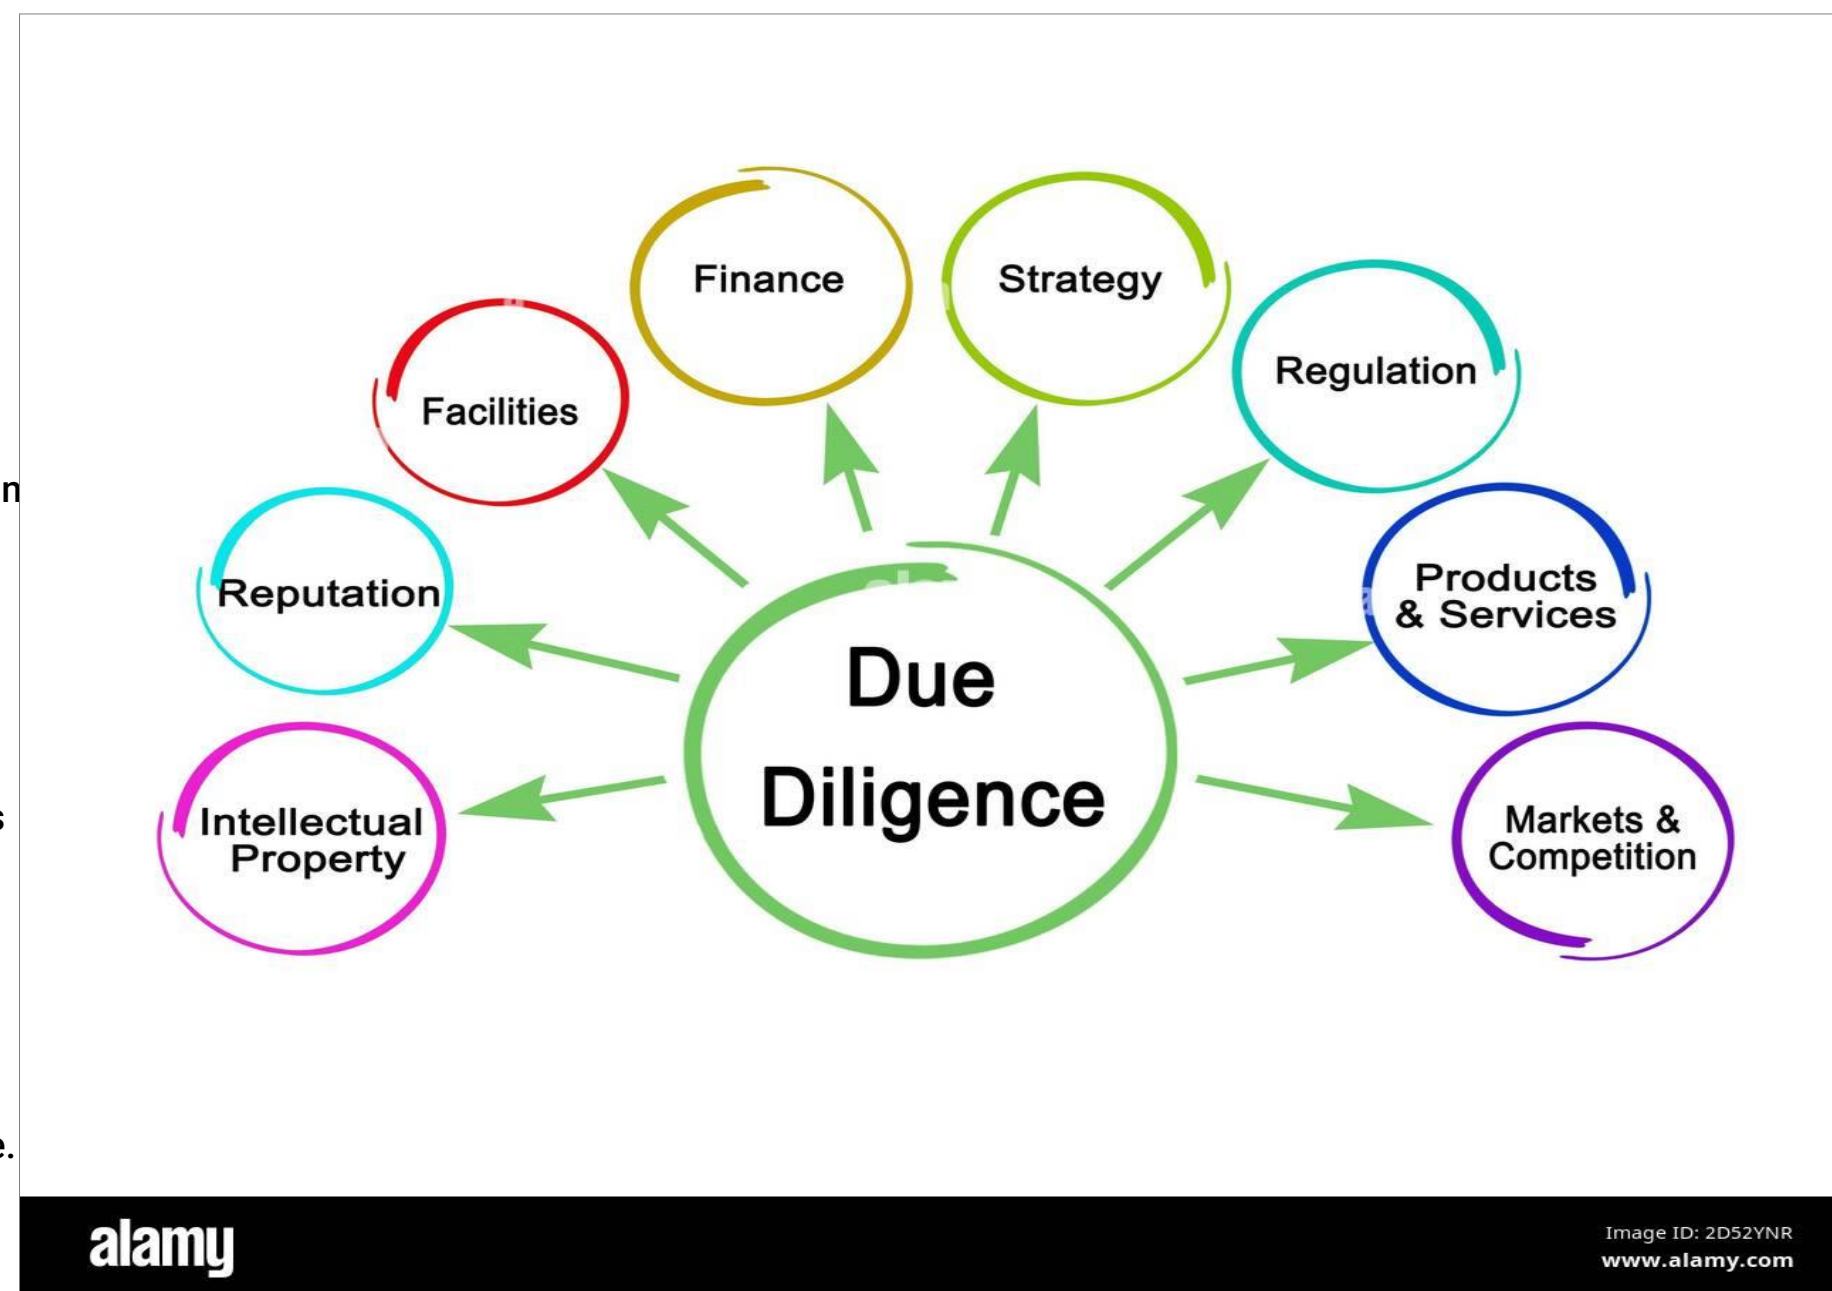 Finance
Strategy
Regulation
Facilities
n
Reputation
Products
& Services
Due
Diligence
Intellectual
Property
s
Markets &
Competition
e.
alamy
Image ID: 2D52YNR
www.alamy.com